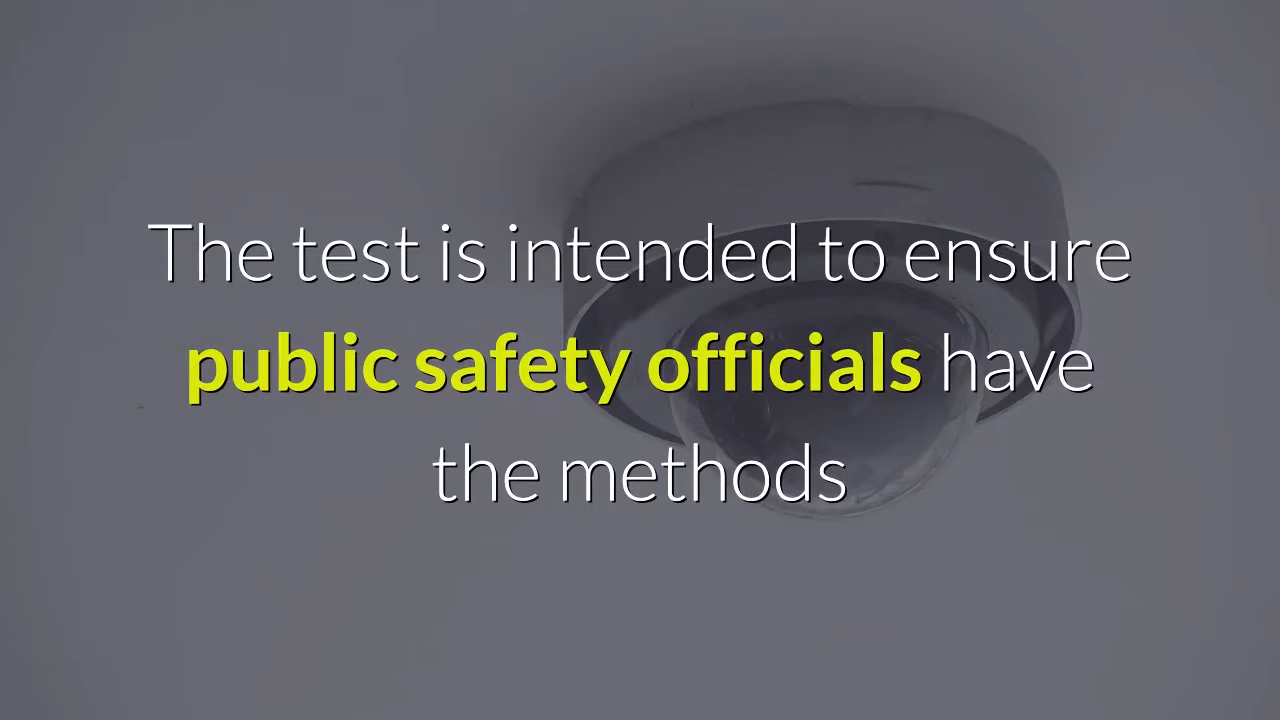 The test is intended to ensure
public safety officials have
the methods